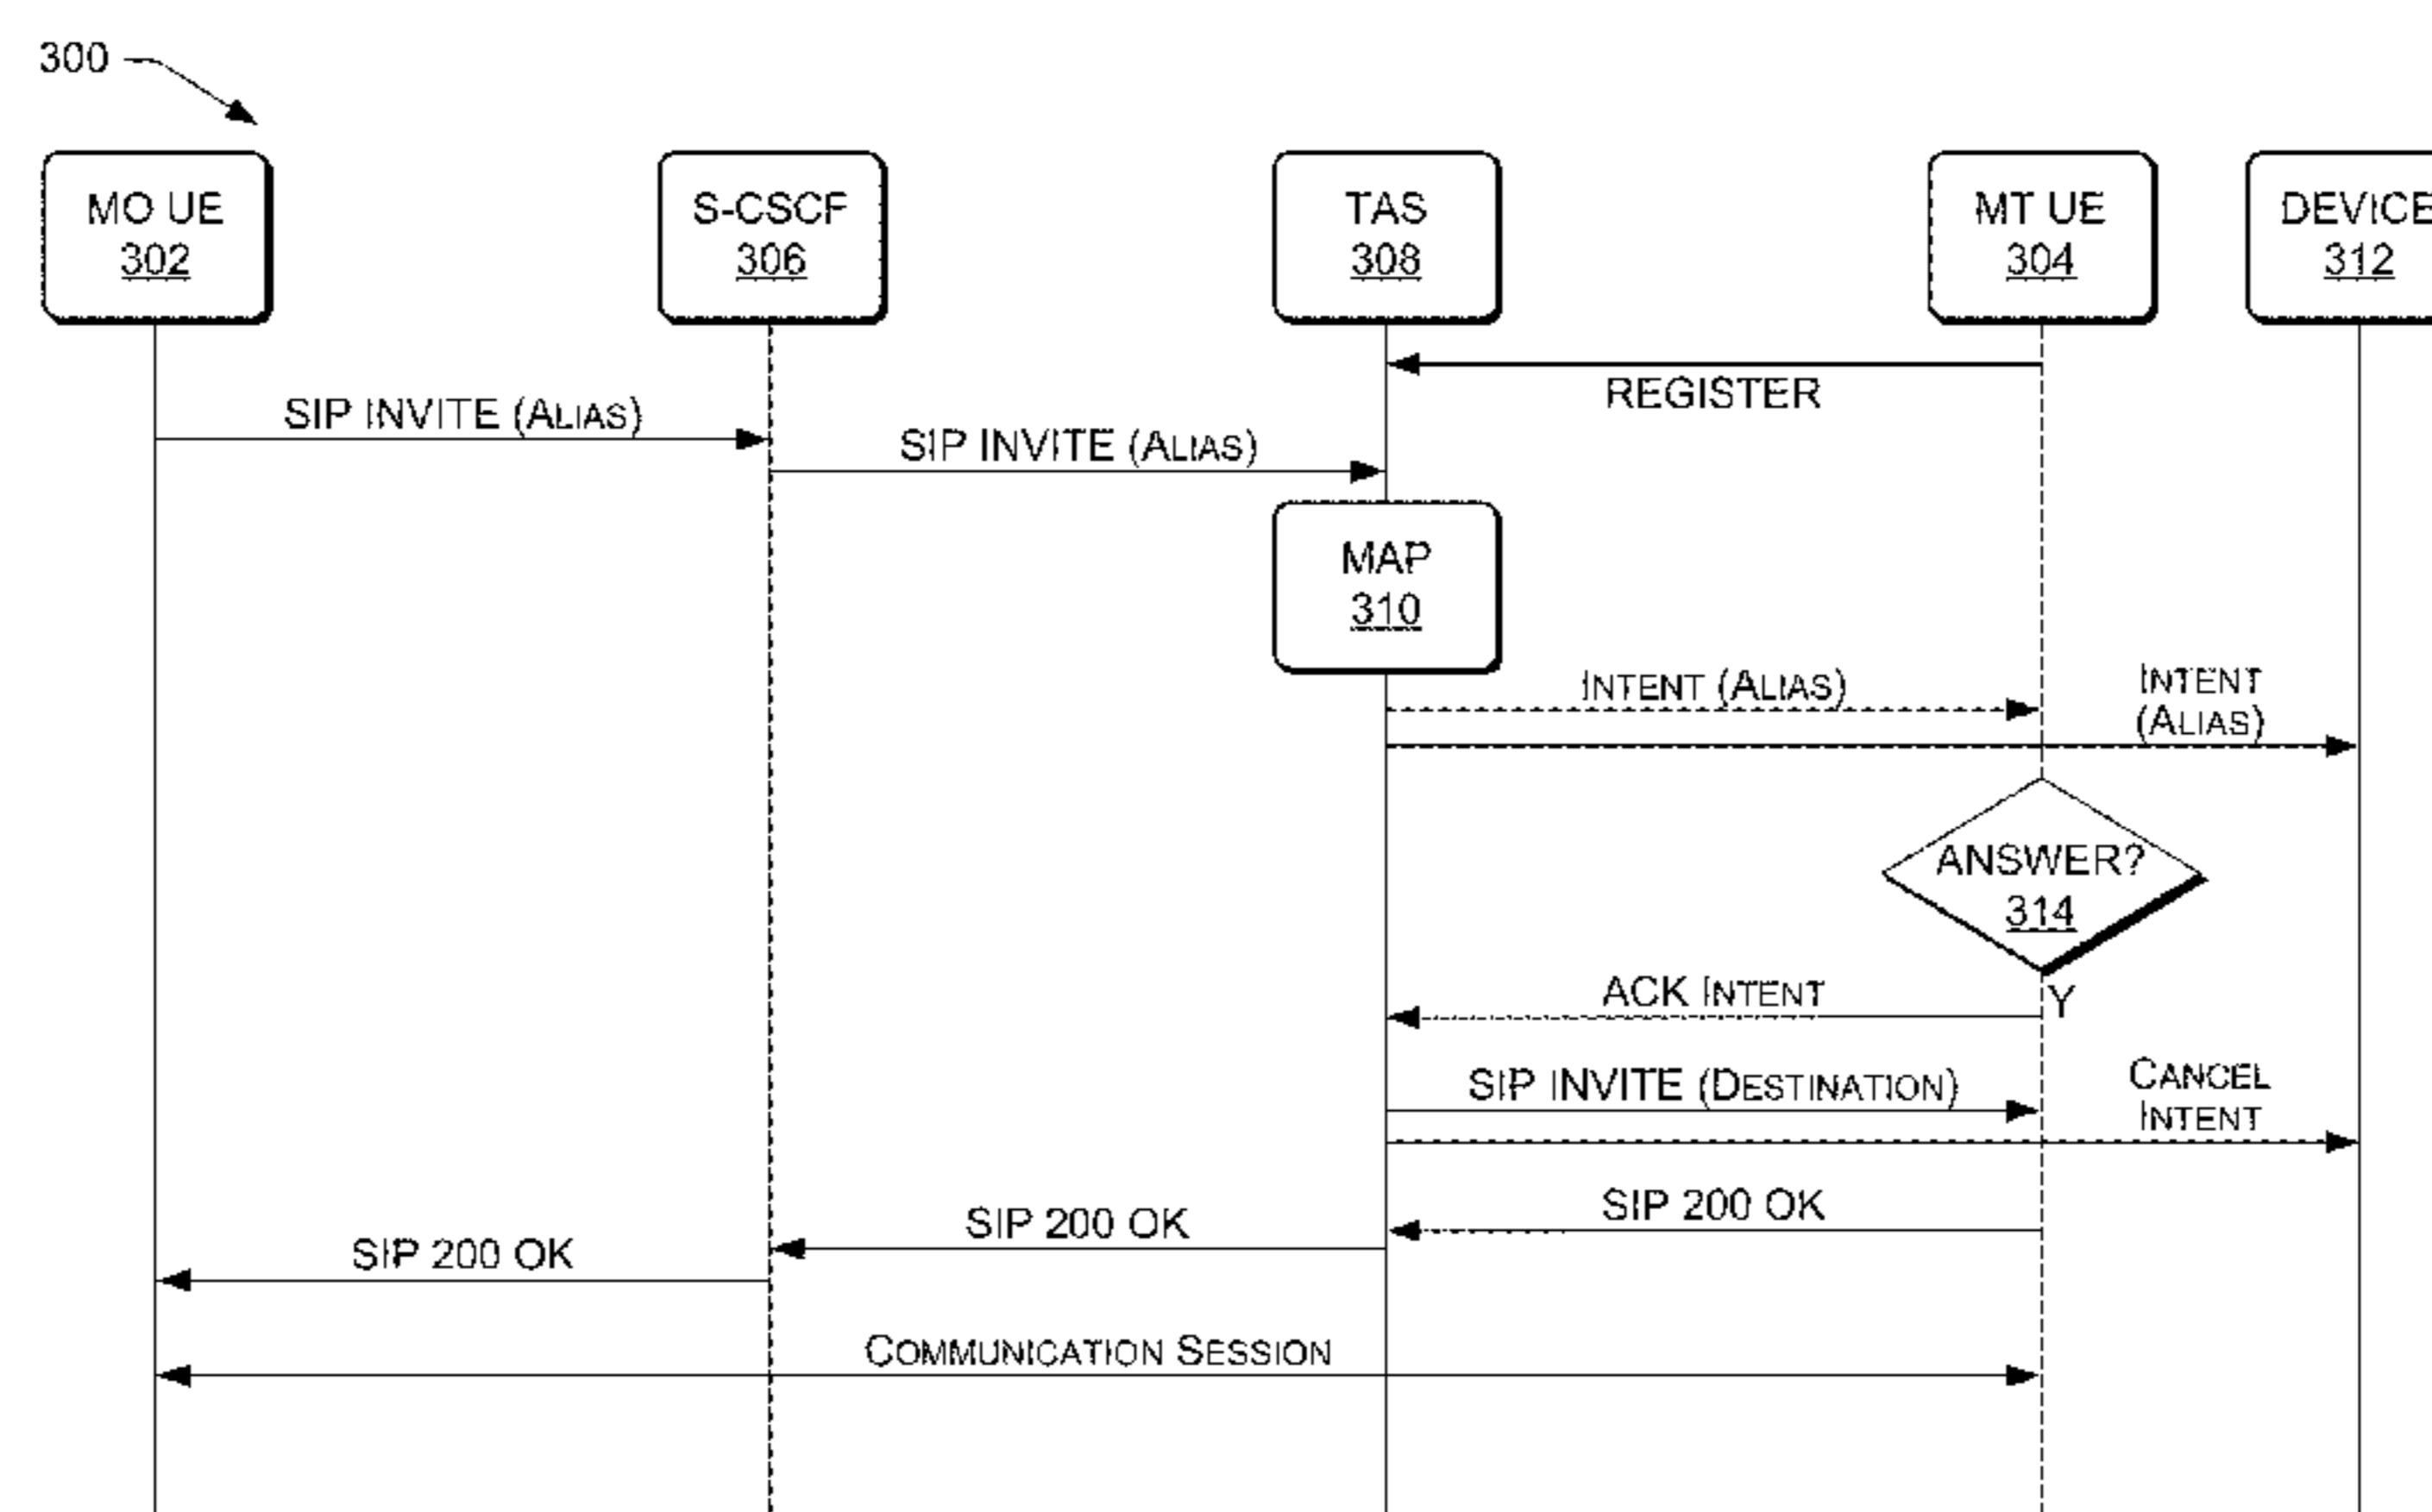 300
MO UE
302
S-CSCF
306
TAS
308
MT UE
304
DEVICE
312
REGISTER
SIP INVITE (ALIAS)
SIP INVITE (ALIAS)
MAP
310
INTENT (ALIAS)
INTENT
(ALIAS)
ANSWER?
314
Y
ACK INTENT
SIP INVITE (DESTINATION)
CANCEL
INTENT
SIP 200 OK
SIP 200 OK
SIP 200 OK
COMMUNICATION SESSION